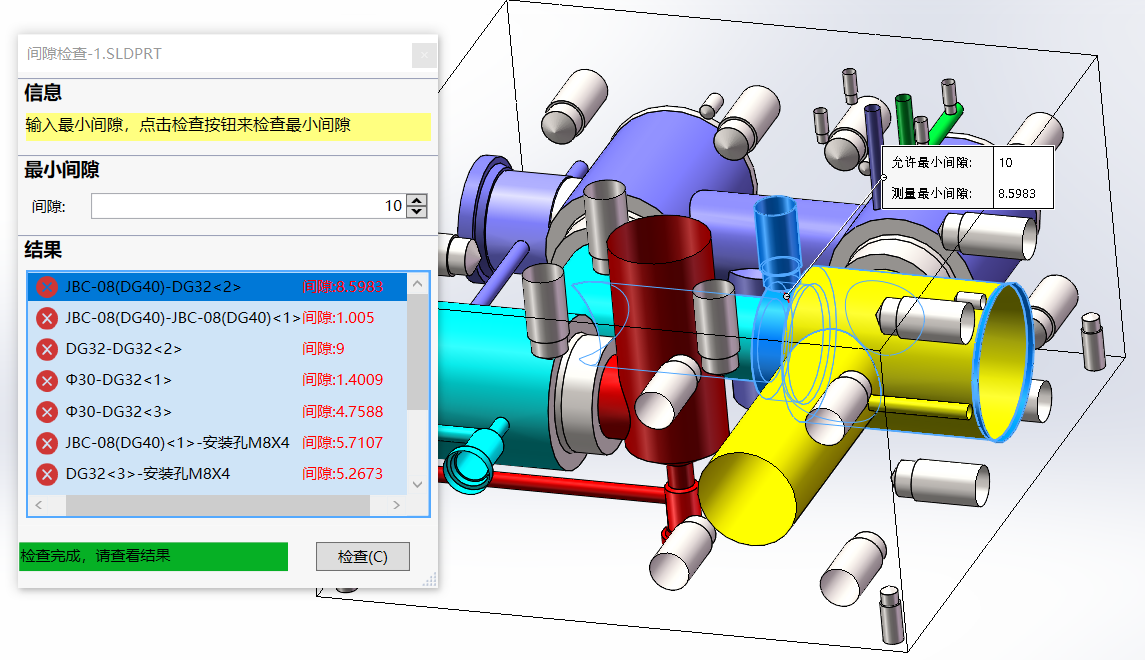 间隙检查-1.SLDPRT
信息
输入最小间隙，点击检查按钮来检查最小间隙
最小间隙
间隙: 10
结果
JBC-08(DG40)-DG32<2> 间隙:8.5983
JBC-08(DG40)-JBC-08(DG40)<1> 间隙:1.005
DG32-DG32<2> 间隙:9
Φ30-DG32<1> 间隙:1.4009
Φ30-DG32<3> 间隙:4.7588
JBC-08(DG40)<1>-安装孔M8X4 间隙:5.7107
DG32<3>-安装孔M8X4 间隙:5.2673
检查完成，请查看结果
检查(C)
允许最小间隙: 10
测量最小间隙: 8.5983